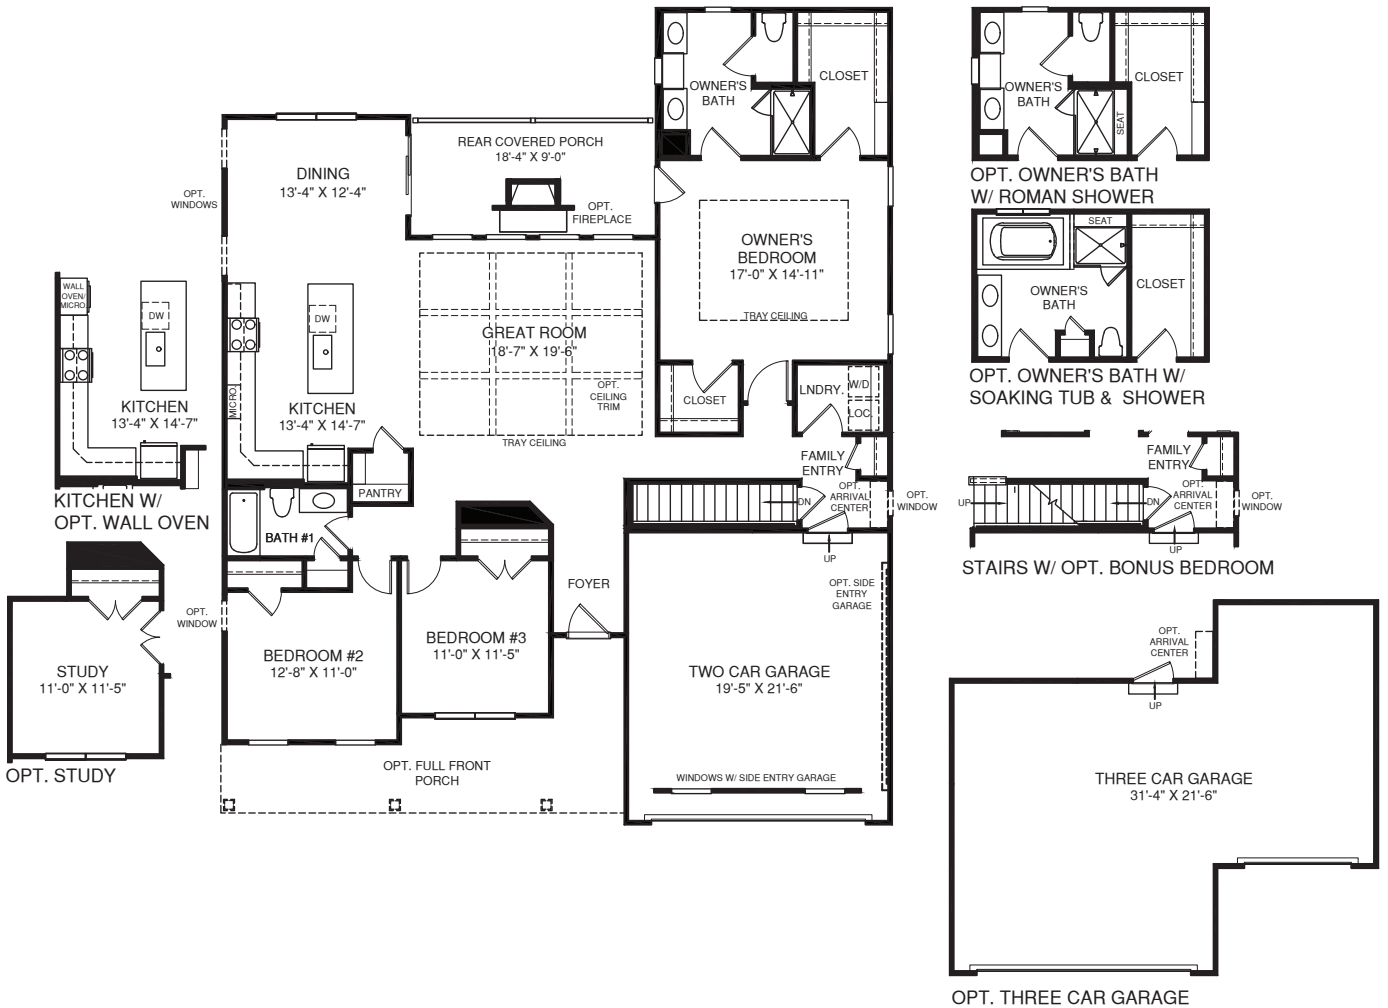 OWNER'S
BATH
CLOSET
REAR COVERED PORCH
18'-4" X 9'-0"
DINING
13'-4" X 12'-4"
OPT.
WINDOWS
OPT.
FIREPLACE
OWNER'S
BEDROOM
17'-0" X 14'-11"
TRAY CEILING
GREAT ROOM
18'-7" X 19'-6"
OPT.
CEILING
TRIM
TRAY CEILING
DW
MICRO.
KITCHEN
13'-4" X 14'-7"
PANTRY
CLOSET
LNDRY.
W/D
LOC.
FAMILY
ENTRY
OPT.
ARRIVAL
CENTER
OPT.
WINDOW
DN
UP
BATH #1
OPT.
WINDOW
FOYER
BEDROOM #2
12'-8" X 11'-0"
BEDROOM #3
11'-0" X 11'-5"
OPT. SIDE
ENTRY
GARAGE
TWO CAR GARAGE
19'-5" X 21'-6"
WINDOWS W/ SIDE ENTRY GARAGE
OPT. FULL FRONT
PORCH
WALL
OVEN/
MICRO.
DW
KITCHEN
13'-4" X 14'-7"
KITCHEN W/
OPT. WALL OVEN
STUDY
11'-0" X 11'-5"
OPT. STUDY
OWNER'S
BATH
CLOSET
SEAT
OPT. OWNER'S BATH
W/ ROMAN SHOWER
SEAT
OWNER'S
BATH
CLOSET
OPT. OWNER'S BATH W/
SOAKING TUB & SHOWER
FAMILY
ENTRY
OPT.
ARRIVAL
CENTER
OPT.
WINDOW
UP
DN
UP
STAIRS W/ OPT. BONUS BEDROOM
OPT.
ARRIVAL
CENTER
UP
THREE CAR GARAGE
31'-4" X 21'-6"
OPT. THREE CAR GARAGE